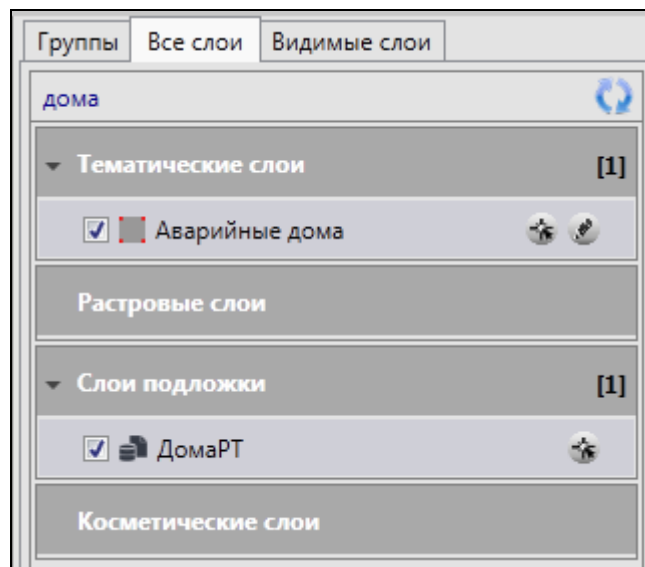 Группы Все слои Видимые слои
дома
Тематические слои [1]
Аварийные дома
Растровые слои
Слои подложки [1]
ДомаРТ
Косметические слои